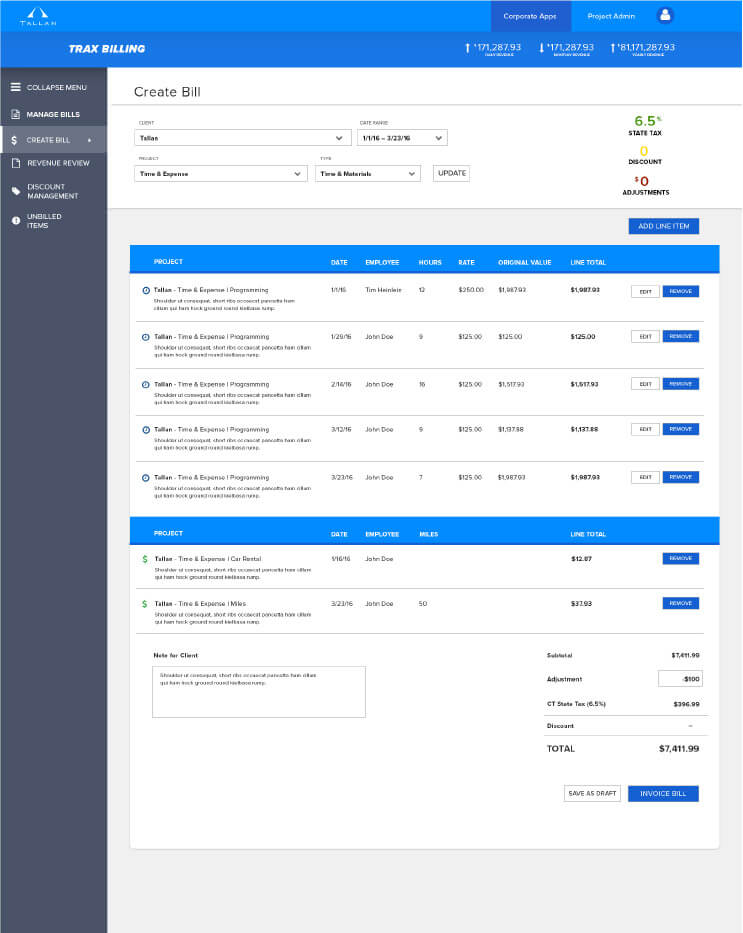 TALLAN
Corporate Apps
Project Admin
TRAX BILLING
$171,287.93
DAILY REVENUE
$171,287.93
MONTHLY REVENUE
$81,171,287.93
YEARLY REVENUE
COLLAPSE MENU
MANAGE BILLS
CREATE BILL
REVENUE REVIEW
DISCOUNT
MANAGEMENT
UNBILLED
ITEMS
Create Bill
CLIENT
DATE RANGE
Tallan
1/1/16 – 3/23/16
PROJECT
TYPE
Time & Expense
Time & Materials
UPDATE
6.5%
STATE TAX
0
DISCOUNT
$0
ADJUSTMENTS
ADD LINE ITEM
PROJECT DATE EMPLOYEE HOURS RATE ORIGINAL VALUE LINE TOTAL
Tallan - Time & Expense | Programming 1/1/16 Tim Heinlein 12 $250.00 $1,987.93 $1,987.93 EDIT REMOVE
Shoulder ut consequat, short ribs occaecat pancetta ham
cillum qui ham hock ground round kielbasa rump.
Tallan - Time & Expense | Programming 1/29/16 John Doe 9 $125.00 $125.00 $125.00 EDIT REMOVE
Shoulder ut consequat, short ribs occaecat pancetta ham cillum
qui ham hock ground round kielbasa rump.
Tallan - Time & Expense | Programming 2/14/16 John Doe 16 $125.00 $1,517.93 $1,517.93 EDIT REMOVE
Shoulder ut consequat, short ribs occaecat pancetta ham cillum
qui ham hock ground round kielbasa rump.
Tallan - Time & Expense | Programming 3/12/16 John Doe 9 $125.00 $1,137.88 $1,137.88 EDIT REMOVE
Shoulder ut consequat, short ribs occaecat pancetta ham cillum
qui ham hock ground round kielbasa rump.
Tallan - Time & Expense | Programming 3/23/16 John Doe 7 $125.00 $1,987.93 $1,987.93 EDIT REMOVE
Shoulder ut consequat, short ribs occaecat pancetta ham cillum
qui ham hock ground round kielbasa rump.
PROJECT DATE EMPLOYEE MILES LINE TOTAL
Tallan - Time & Expense | Car Rental 1/16/16 John Doe $12.87 REMOVE
Shoulder ut consequat, short ribs occaecat pancetta ham cillum
qui ham hock ground round kielbasa rump.
Tallan - Time & Expense | Miles 3/23/16 John Doe 50 $37.93 REMOVE
Shoulder ut consequat, short ribs occaecat pancetta ham cillum
qui ham hock ground round kielbasa rump.
Note for Client
Shoulder ut consequat, short ribs occaecat pancetta ham cillum
qui ham hock ground round kielbasa rump.
Subtotal $7,411.99
Adjustment -$100
CT State Tax (6.5%) $396.99
Discount –
TOTAL $7,411.99
SAVE AS DRAFT
INVOICE BILL